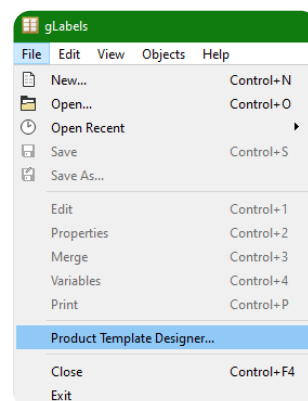 gLabels
File Edit View Objects Help
New... Control+N
Open... Control+O
Open Recent
Save Control+S
Save As...
Edit Control+1
Properties Control+2
Merge Control+3
Variables Control+4
Print Control+P
Product Template Designer...
Close Control+F4
Exit